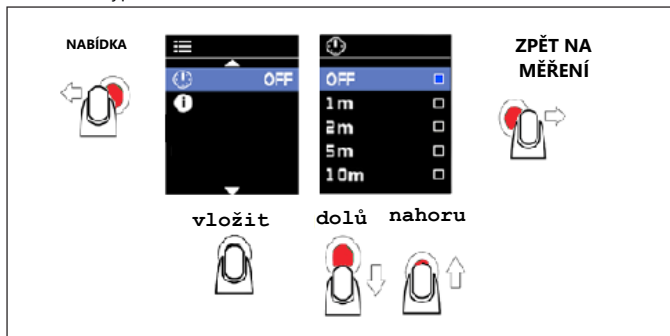 NABÍDKA
OFF
OFF
1m
2m
5m
10m
ZPĚT NA
MĚŘENÍ
vložit
dolů
nahoru